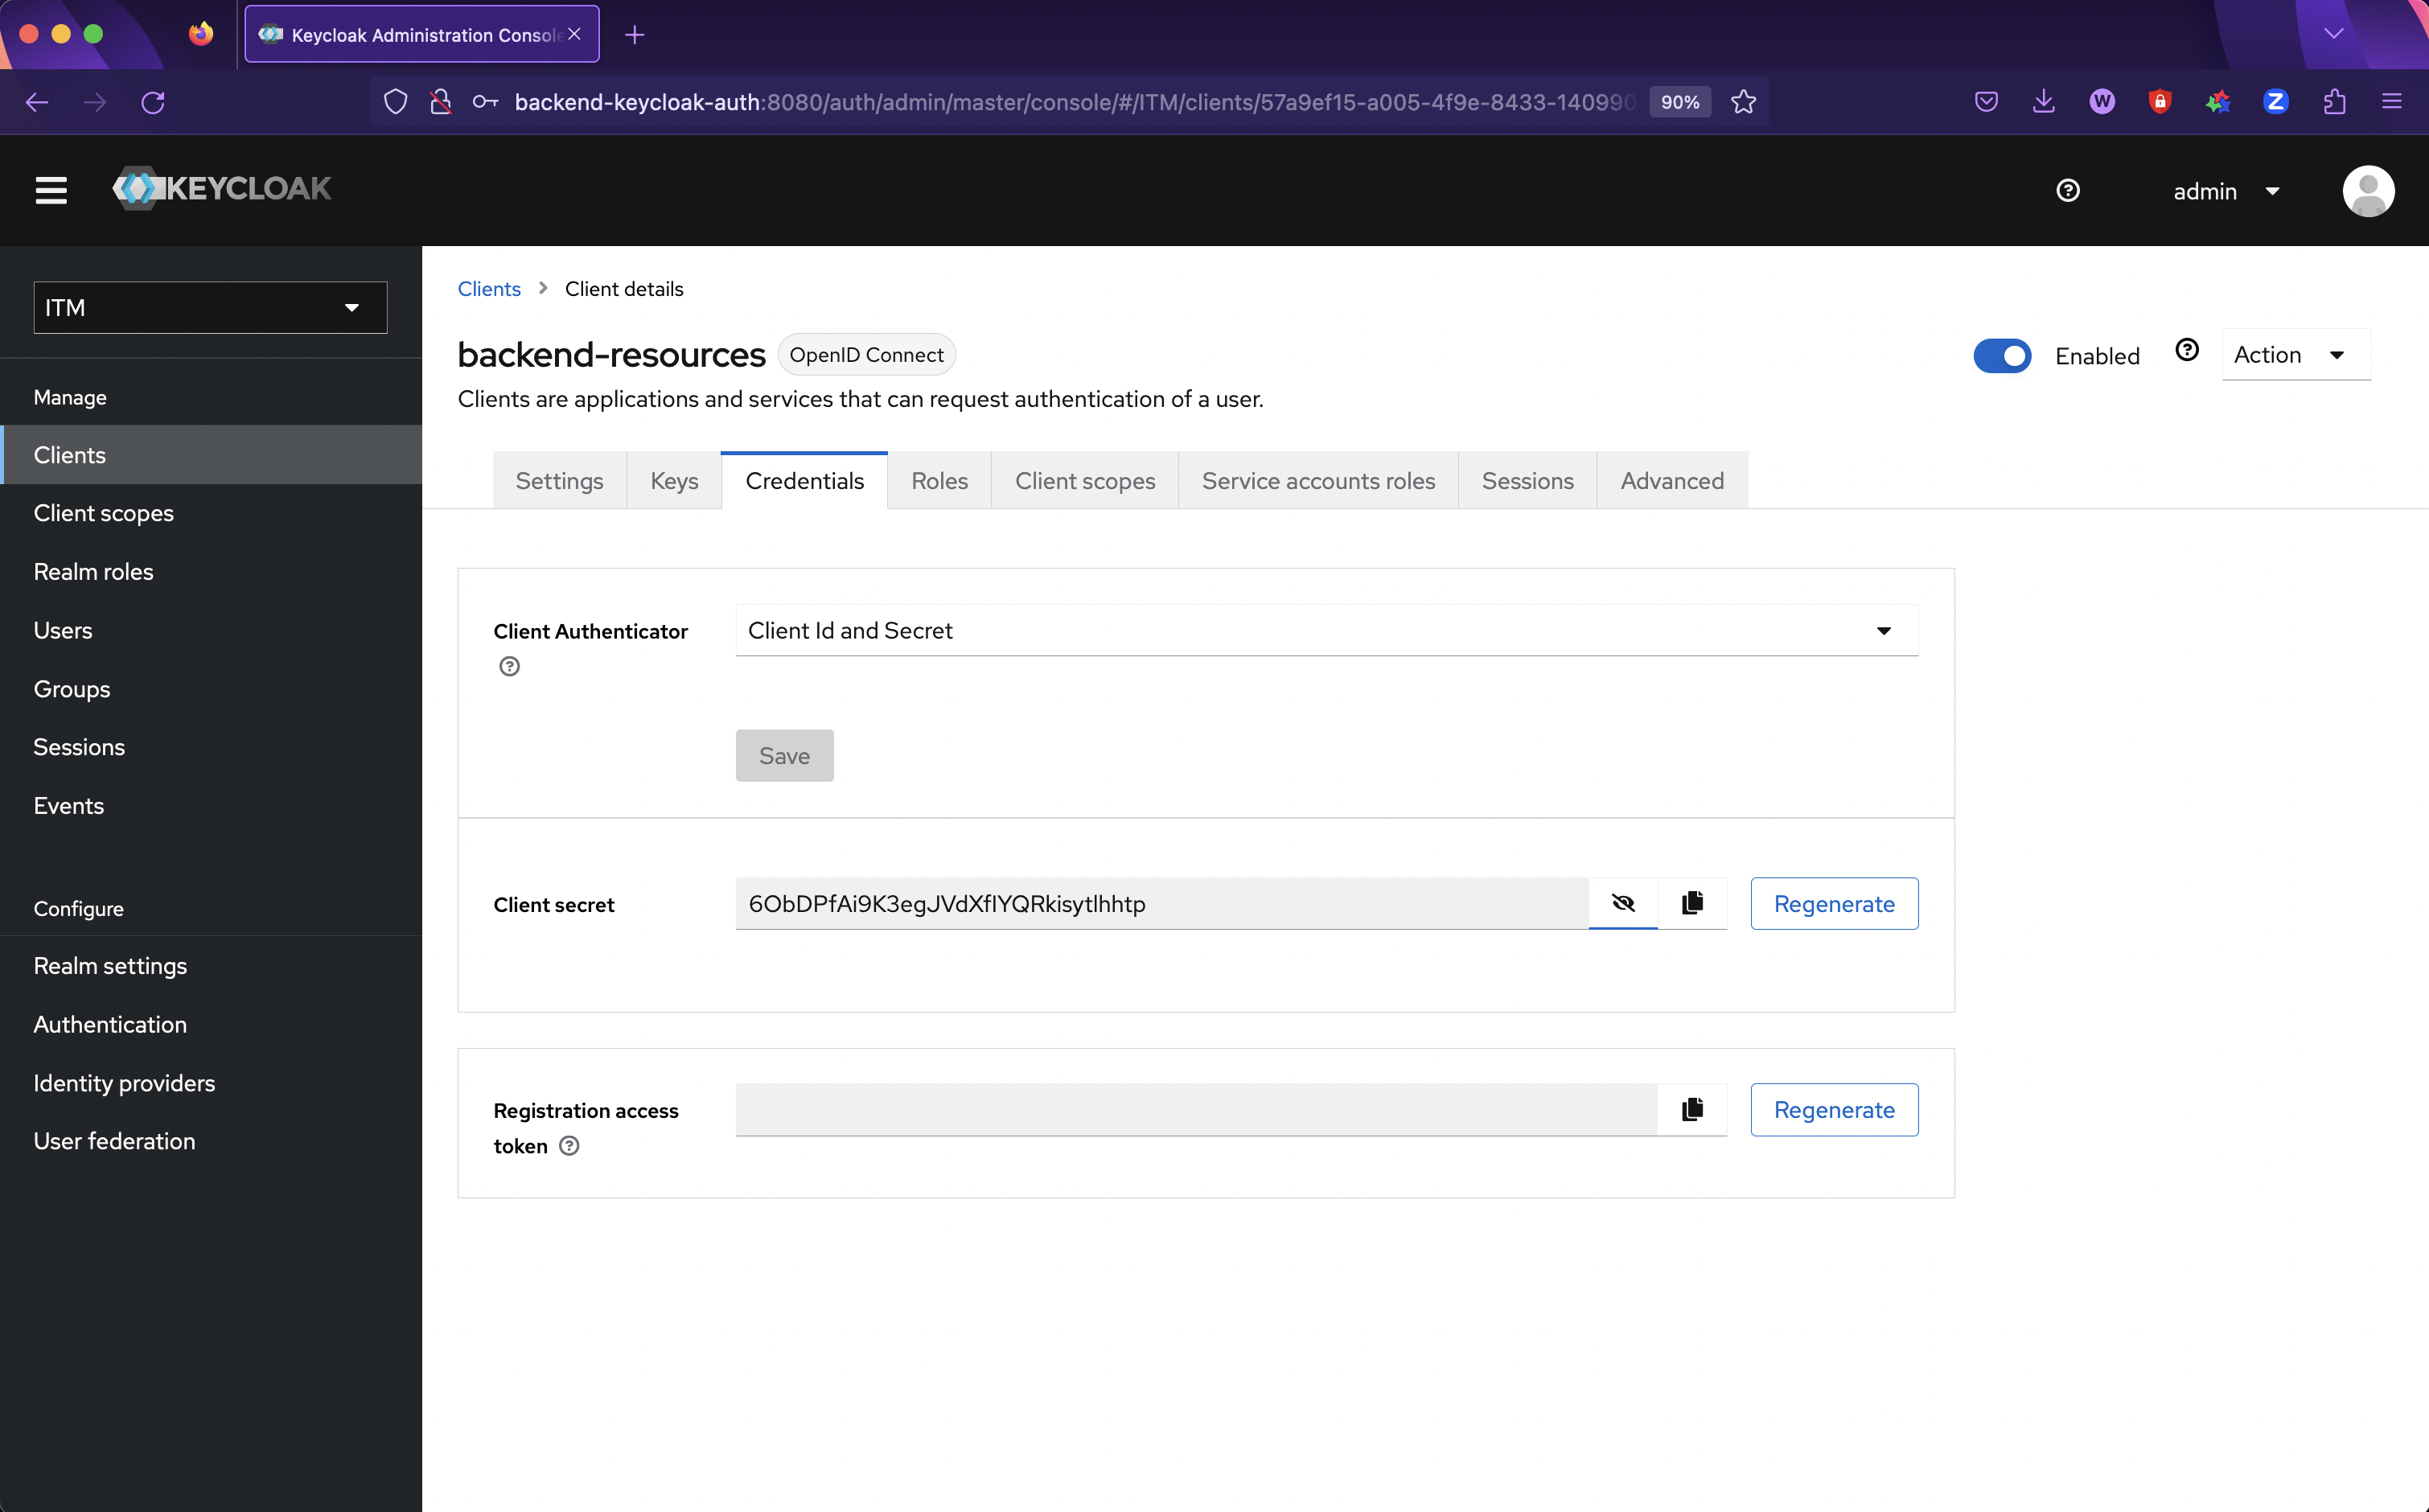 Keycloak Administration Consol
backend-keycloak-auth:8080/auth/admin/master/console/#/ITM/clients/57a9ef15-a005-4f9e-8433-140990
90%
W
Z
KEYCLOAK
admin
ITM
Manage
Clients
Client scopes
Realm roles
Users
Groups
Sessions
Events
Configure
Realm settings
Authentication
Identity providers
User federation
Clients > Client details
backend-resources OpenID Connect
Enabled
Action
Clients are applications and services that can request authentication of a user.
Settings Keys Credentials Roles Client scopes Service accounts roles Sessions Advanced
Client Authenticator
Client Id and Secret
Save
Client secret
6ObDPfAi9K3egJVdXfIYQRkisytlhhtp
Regenerate
Registration access
token
Regenerate